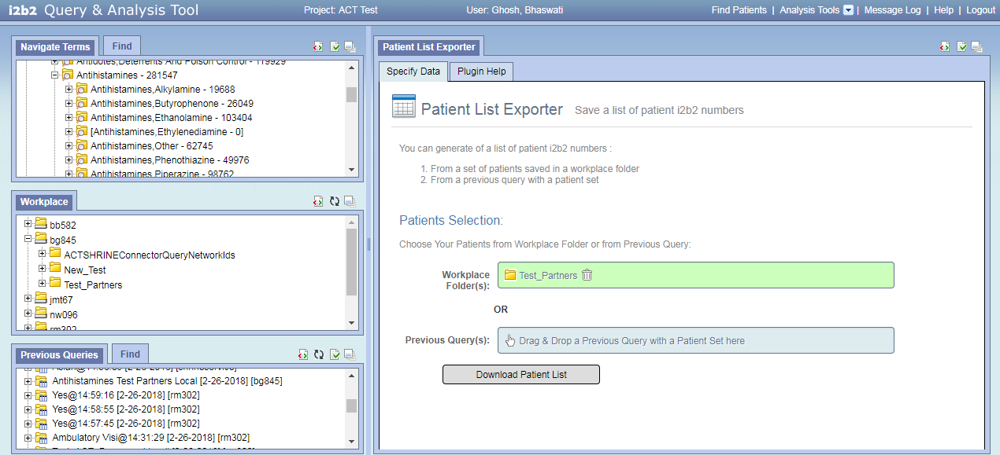 i2b2 Query & Analysis Tool
Project: ACT Test
User: Ghosh, Bhaswati
Find Patients | Analysis Tools | Message Log | Help | Logout
Navigate Terms
Find
Antidotes,Deterrents And Poison Control - 119929
Antihistamines - 281547
Antihistamines,Alkylamine - 19688
Antihistamines,Butyrophenone - 26049
Antihistamines,Ethanolamine - 103404
[Antihistamines,Ethylenediamine - 0]
Antihistamines,Other - 62745
Antihistamines,Phenothiazine - 49976
Antihistamines,Piperazine - 98762
Workplace
bb582
bg845
ACTSHRINEConnectorQueryNetworkIds
New_Test
Test_Partners
jmt67
nw096
rm302
Previous Queries
Find
[2-26-2018]
Antihistamines Test Partners Local [2-26-2018] [bg845]
Yes@14:59:16 [2-26-2018] [rm302]
Yes@14:58:55 [2-26-2018] [rm302]
Yes@14:57:45 [2-26-2018] [rm302]
Ambulatory Visi@14:31:29 [2-26-2018] [rm302]
Patient List Exporter
Specify Data
Plugin Help
Patient List Exporter Save a list of patient i2b2 numbers
You can generate of a list of patient i2b2 numbers :
1. From a set of patients saved in a workplace folder
2. From a previous query with a patient set
Patients Selection:
Choose Your Patients from Workplace Folder or from Previous Query:
Workplace
Folder(s):
Test_Partners
OR
Previous Query(s):
Drag & Drop a Previous Query with a Patient Set here
Download Patient List